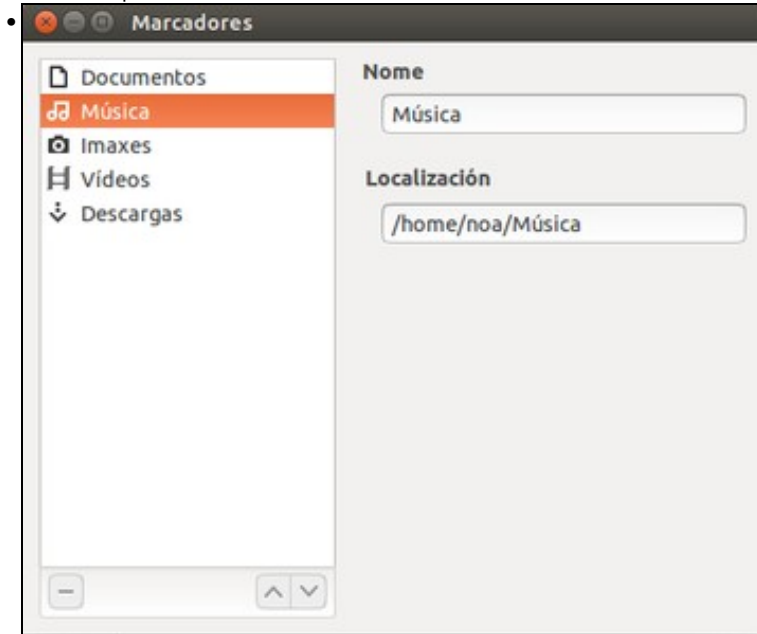 Marcadores
Documentos
Música
Imaxes
Vídeos
Descargas
Nome
Música
Localización
/home/noa/Música